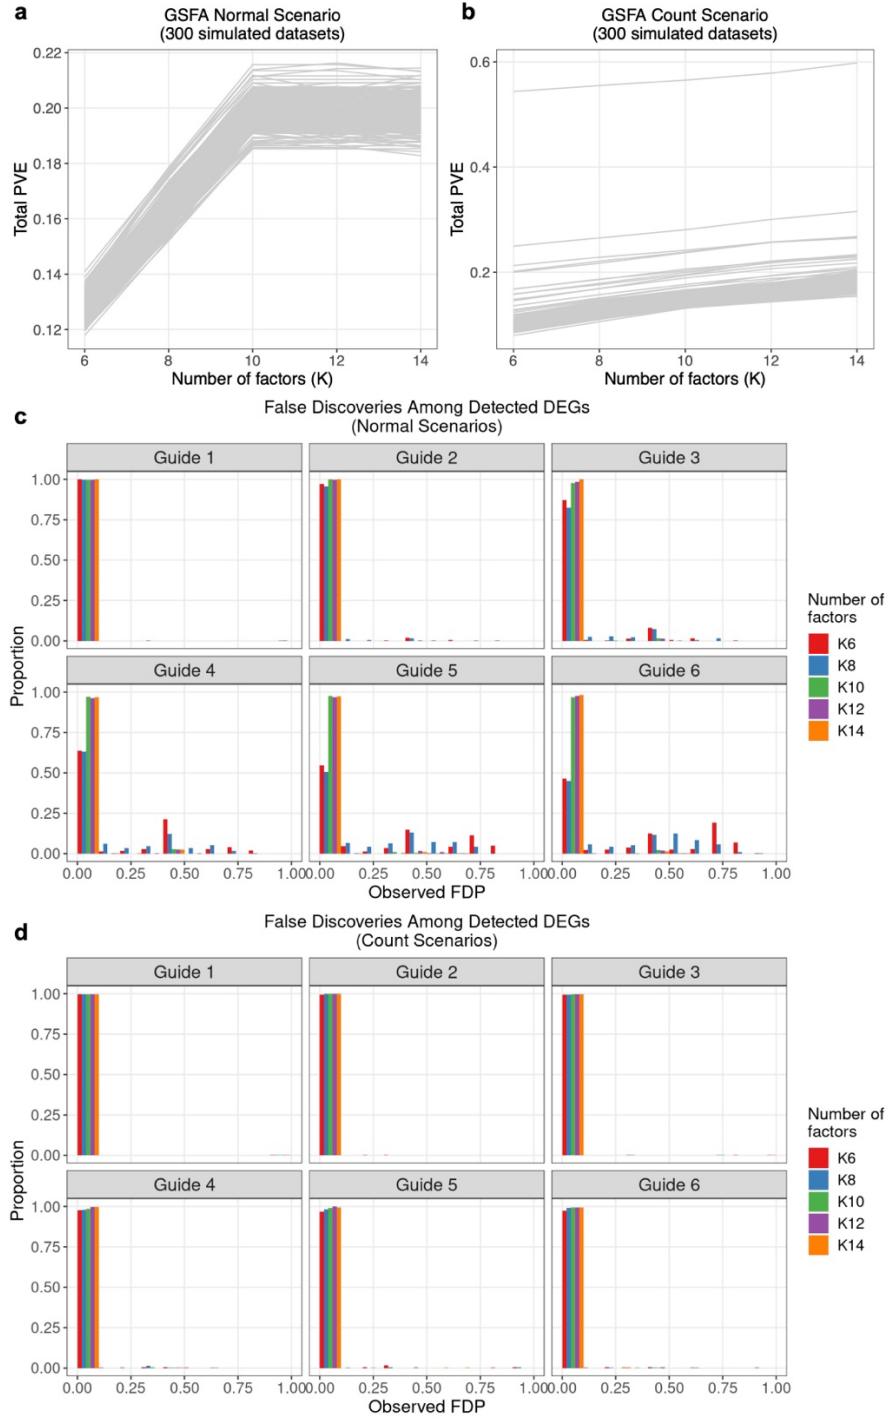 a
GSFA Normal Scenario
(300 simulated datasets)
b
GSFA Count Scenario
(300 simulated datasets)
Total PVE
0.22
0.20
0.18
0.16
0.14
0.12
6 8 10 12 14
Number of factors (K)
Total PVE
0.6
0.4
0.2
6 8 10 12 14
Number of factors (K)
c
False Discoveries Among Detected DEGs
(Normal Scenarios)
Guide 1 Guide 2 Guide 3
1.00
0.75
0.50
0.25
0.00
Proportion
Guide 4 Guide 5 Guide 6
1.00
0.75
0.50
0.25
0.00
0.00 0.25 0.50 0.75 1.00 0.00 0.25 0.50 0.75 1.00 0.00 0.25 0.50 0.75 1.00
Observed FDP
Number of
factors
K6
K8
K10
K12
K14
d
False Discoveries Among Detected DEGs
(Count Scenarios)
Guide 1 Guide 2 Guide 3
1.00
0.75
0.50
0.25
0.00
Proportion
Guide 4 Guide 5 Guide 6
1.00
0.75
0.50
0.25
0.00
0.00 0.25 0.50 0.75 1.00 0.00 0.25 0.50 0.75 1.00 0.00 0.25 0.50 0.75 1.00
Observed FDP
Number of
factors
K6
K8
K10
K12
K14